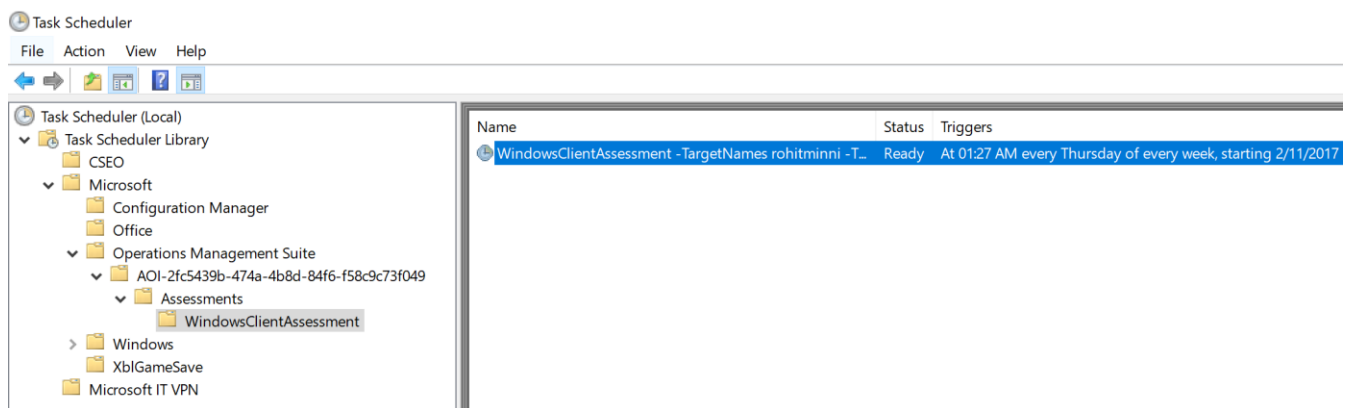 Task Scheduler
File Action View Help
Task Scheduler (Local)
Task Scheduler Library
CSEO
Microsoft
Configuration Manager
Office
Operations Management Suite
AOI-2fc5439b-474a-4b8d-84f6-f58c9c73f049
Assessments
WindowsClientAssessment
Windows
XblGameSave
Microsoft IT VPN
Name Status Triggers
WindowsClientAssessment -TargetNames rohitminni -T... Ready At 01:27 AM every Thursday of every week, starting 2/11/2017